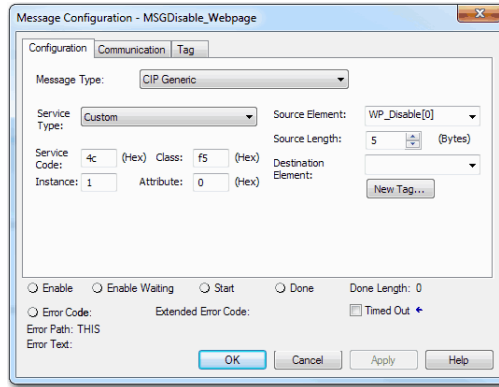 Message Configuration - MSGDisable_Webpage
Configuration Communication Tag
Message Type: CIP Generic
Service Type: Custom Source Element: WP_Disable[0]
Source Length: 5 (Bytes)
Service Code: 4c (Hex) Class: f5 (Hex) Destination Element:
Instance: 1 Attribute: 0 (Hex) New Tag...
Enable Enable Waiting Start Done Done Length: 0
Error Code: Extended Error Code: Timed Out
Error Path: THIS
Error Text:
OK Cancel Apply Help